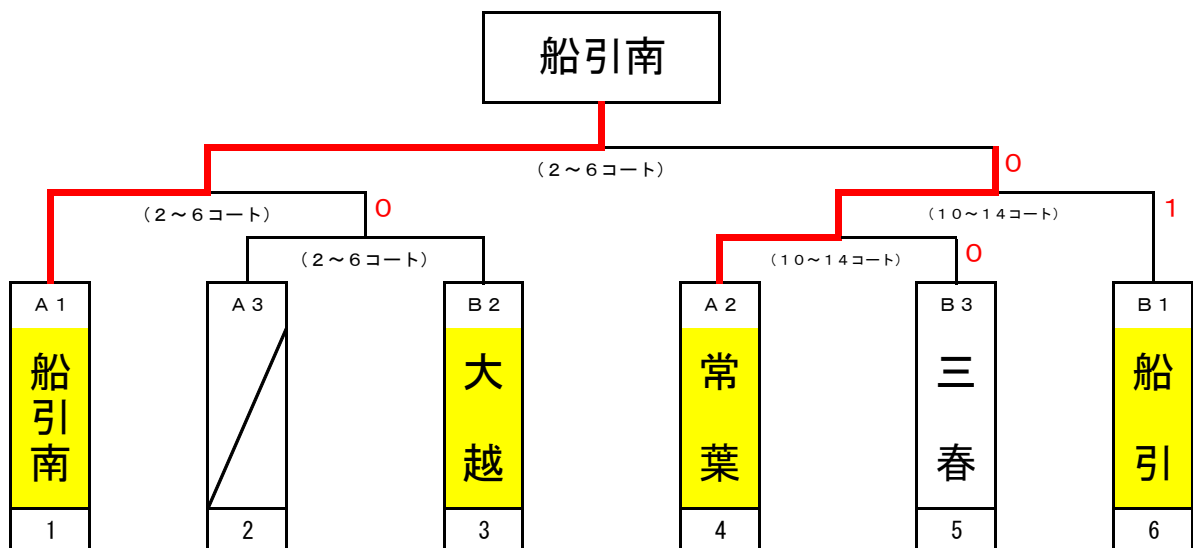 船引南
（２～６コート）
０
（２～６コート）
０
（１０～１４コート）
１
（２～６コート）
（１０～１４コート）
０
Ａ１
Ａ３
Ｂ２
Ａ２
Ｂ３
Ｂ１
船引南
大越
常葉
三春
船引
1
2
3
4
5
6